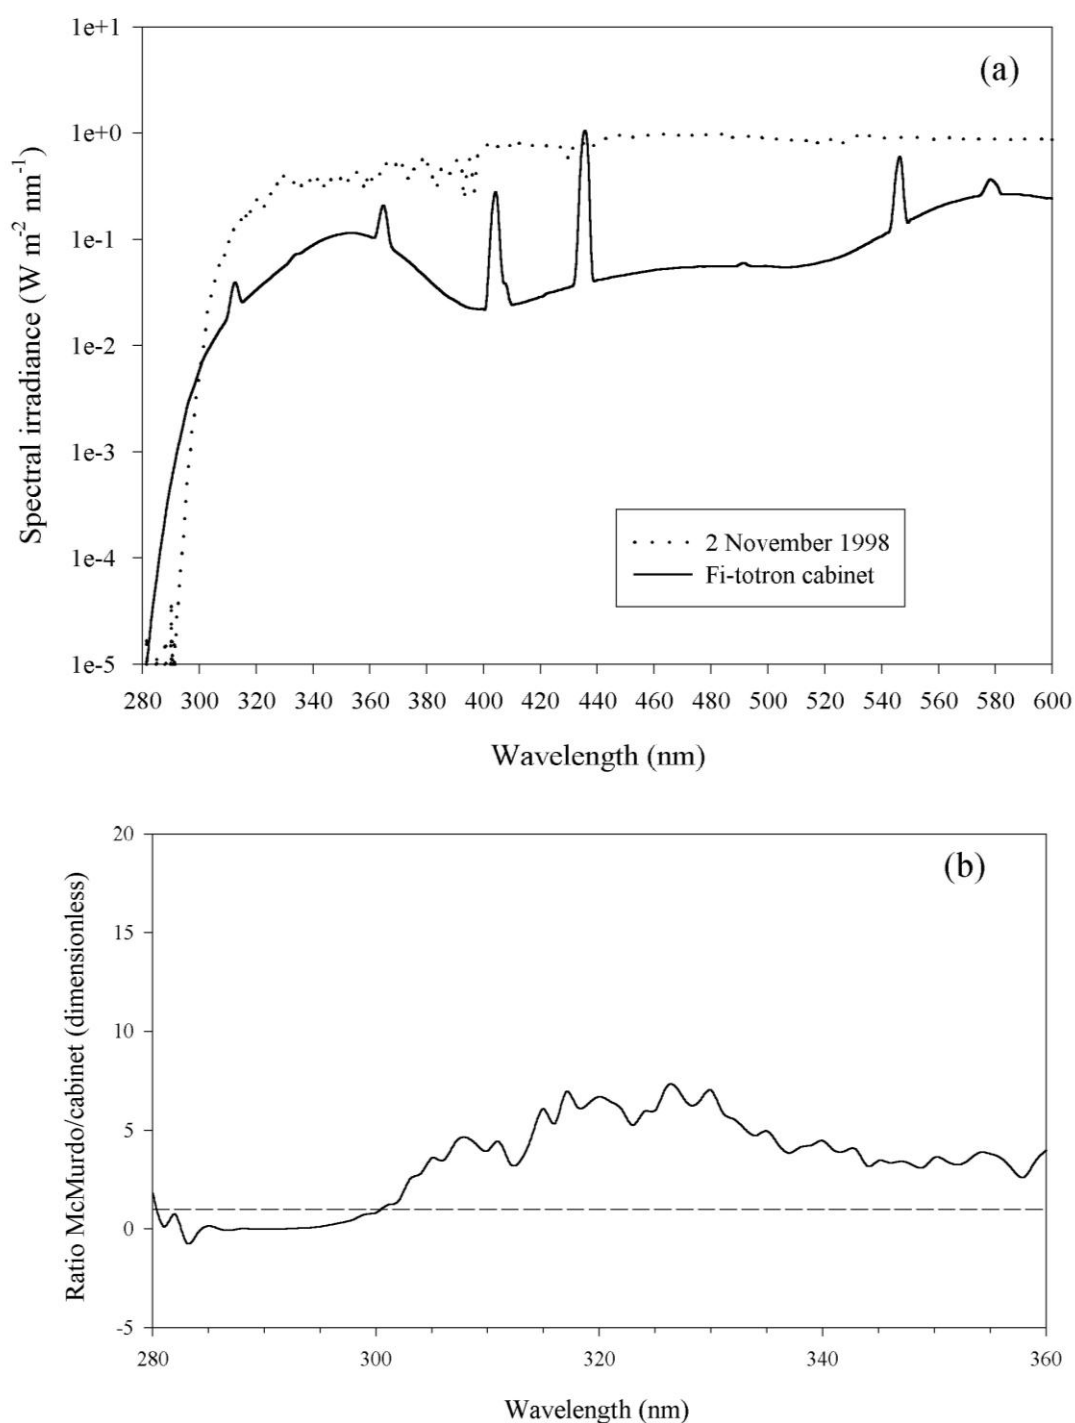 (a)
Spectral irradiance (W m-2 nm-1)
1e+1
1e+0
1e-1
1e-2
1e-3
1e-4
1e-5
2 November 1998
Fi-totron cabinet
280 300 320 340 360 380 400 420 440 460 480 500 520 540 560 580 600
Wavelength (nm)
(b)
Ratio McMurdo/cabinet (dimensionless)
20
15
10
5
0
-5
280 300 320 340 360
Wavelength (nm)